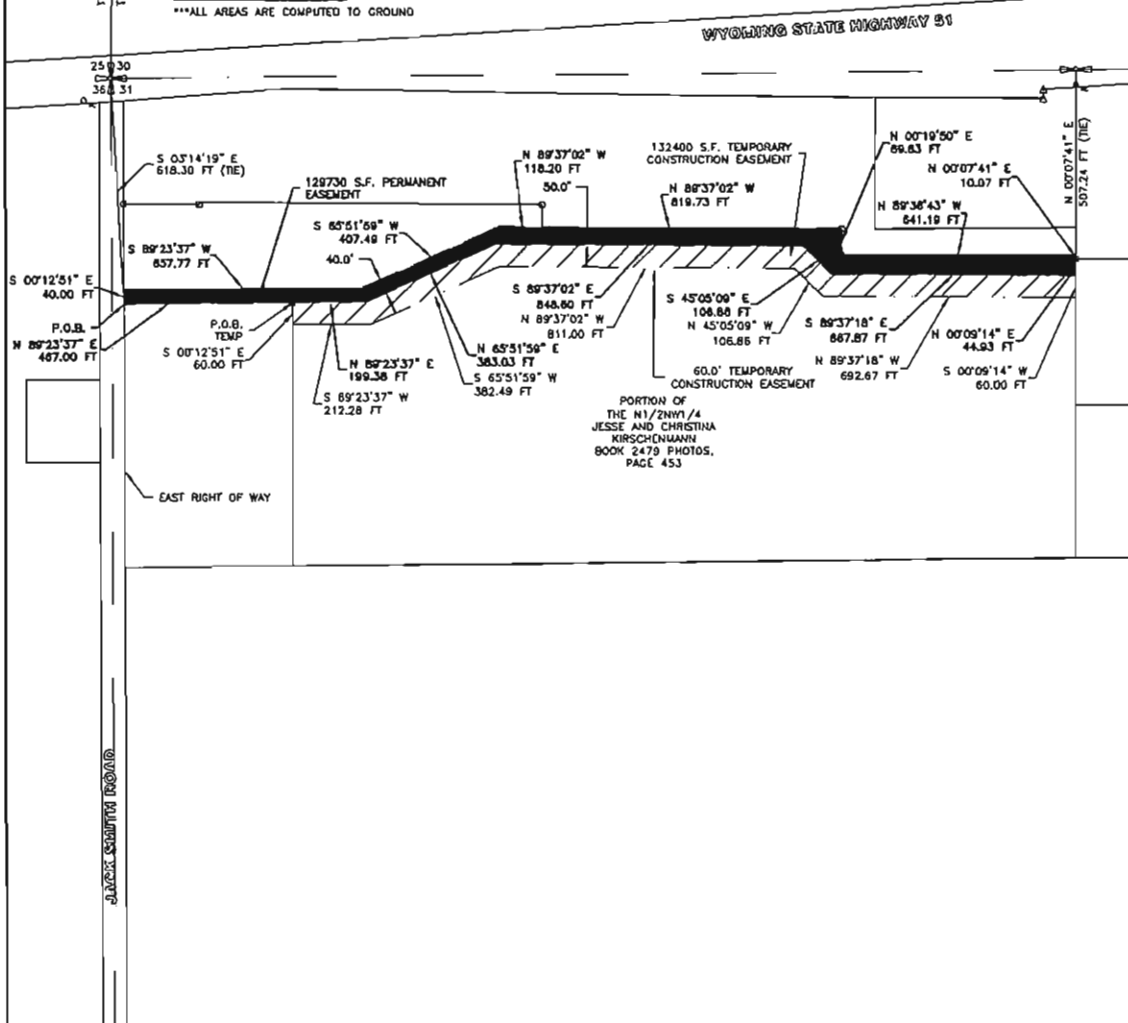 ***ALL AREAS ARE COMPUTED TO GROUND
WYOMING STATE HIGHWAY 51
25 30
36 31
S 03°14'19" E
618.30 FT (TIE)
129730 S.F. PERMANENT
EASEMENT
N 89°37'02" W
118.20 FT
50.0'
132400 S.F. TEMPORARY
CONSTRUCTION EASEMENT
N 89°37'02" W
819.73 FT
N 00°19'50" E
69.63 FT
N 00°07'41" E
10.07 FT
N 00°07'41" E
507.24 FT (TIE)
N 89°36'43" W
641.19 FT
S 65°51'59" W
407.49 FT
40.0'
S 89°23'37" W
657.77 FT
S 00°12'51" E
40.00 FT
P.O.B.
N 89°23'37" E
467.00 FT
P.O.B.
TEMP
S 00°12'51" E
60.00 FT
N 89°23'37" E
199.38 FT
S 89°23'37" W
212.28 FT
N 65°51'59" E
383.03 FT
S 65°51'59" W
382.49 FT
S 89°37'02" E
848.60 FT
N 89°37'02" W
811.00 FT
S 45°05'09" E
106.86 FT
N 45°05'09" W
106.86 FT
60.0' TEMPORARY
CONSTRUCTION EASEMENT
S 89°37'18" E
667.67 FT
N 89°37'18" W
692.67 FT
N 00°09'14" E
44.93 FT
S 00°09'14" W
60.00 FT
PORTION OF
THE N1/2NW1/4
JESSE AND CHRISTINA
KIRSCHENMANN
BOOK 2479 PHOTOS,
PAGE 453
EAST RIGHT OF WAY
JACK SMITH ROAD